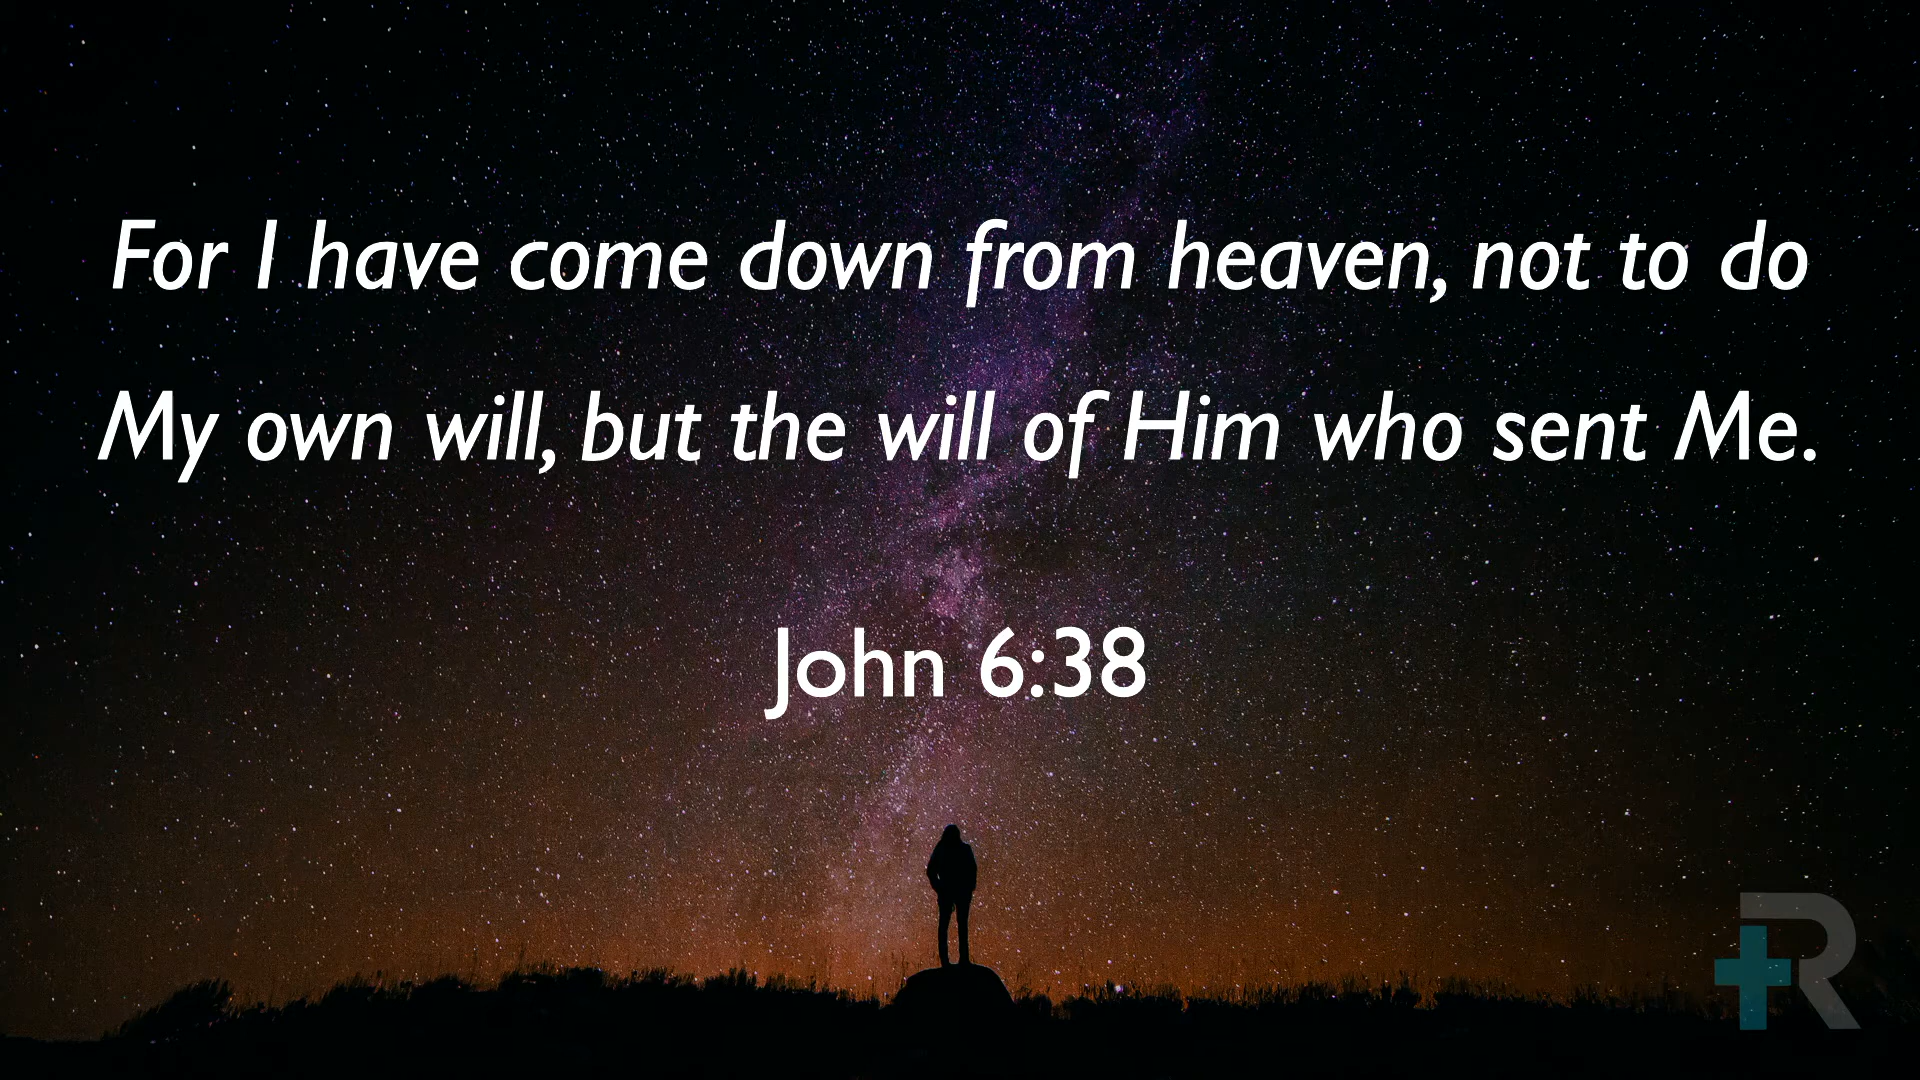 For I have come down from heaven, not to do
My own will, but the will of Him who sent Me.
John 6:38
R